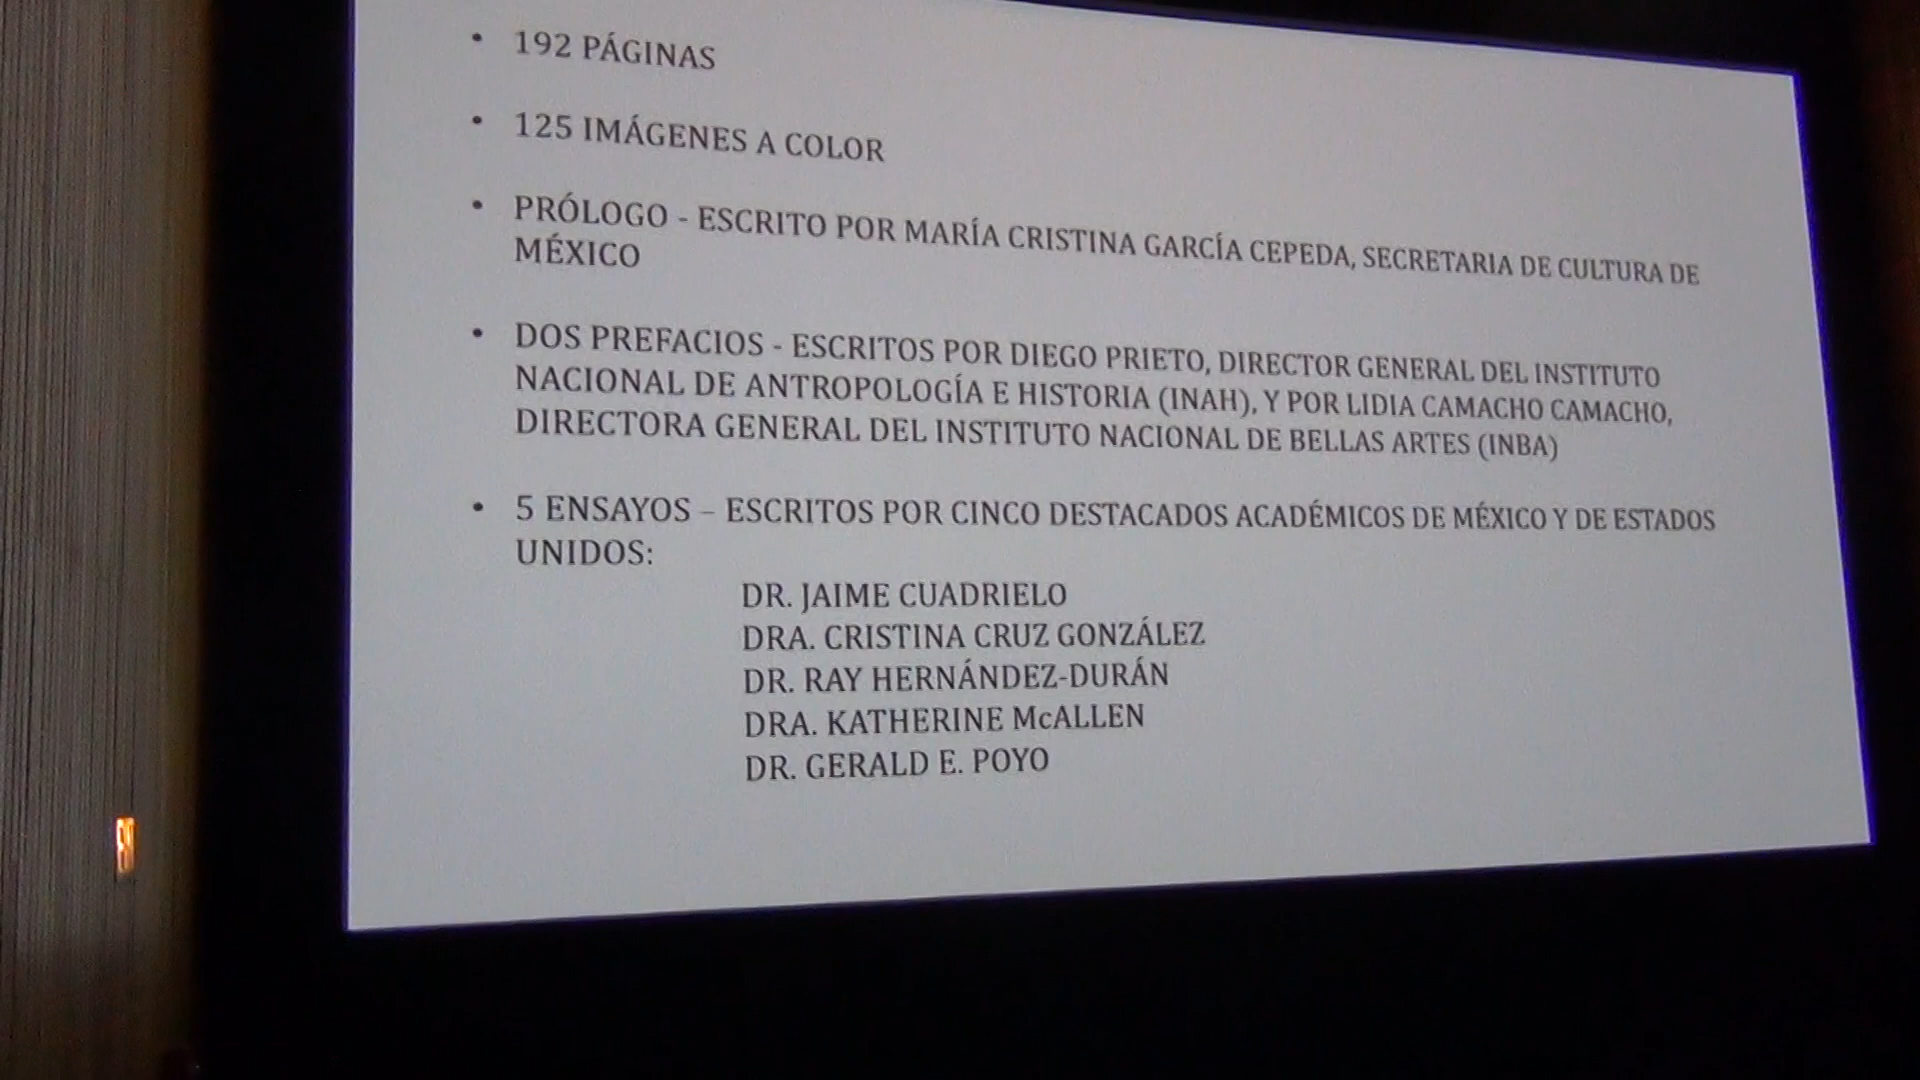 • 192 PÁGINAS
• 125 IMÁGENES A COLOR
• PRÓLOGO - ESCRITO POR MARÍA CRISTINA GARCÍA CEPEDA, SECRETARIA DE CULTURA DE
MÉXICO
• DOS PREFACIOS - ESCRITOS POR DIEGO PRIETO, DIRECTOR GENERAL DEL INSTITUTO
NACIONAL DE ANTROPOLOGÍA E HISTORIA (INAH), Y POR LIDIA CAMACHO CAMACHO,
DIRECTORA GENERAL DEL INSTITUTO NACIONAL DE BELLAS ARTES (INBA)
• 5 ENSAYOS – ESCRITOS POR CINCO DESTACADOS ACADÉMICOS DE MÉXICO Y DE ESTADOS
UNIDOS:
DR. JAIME CUADRIELO
DRA. CRISTINA CRUZ GONZÁLEZ
DR. RAY HERNÁNDEZ-DURÁN
DRA. KATHERINE McALLEN
DR. GERALD E. POYO